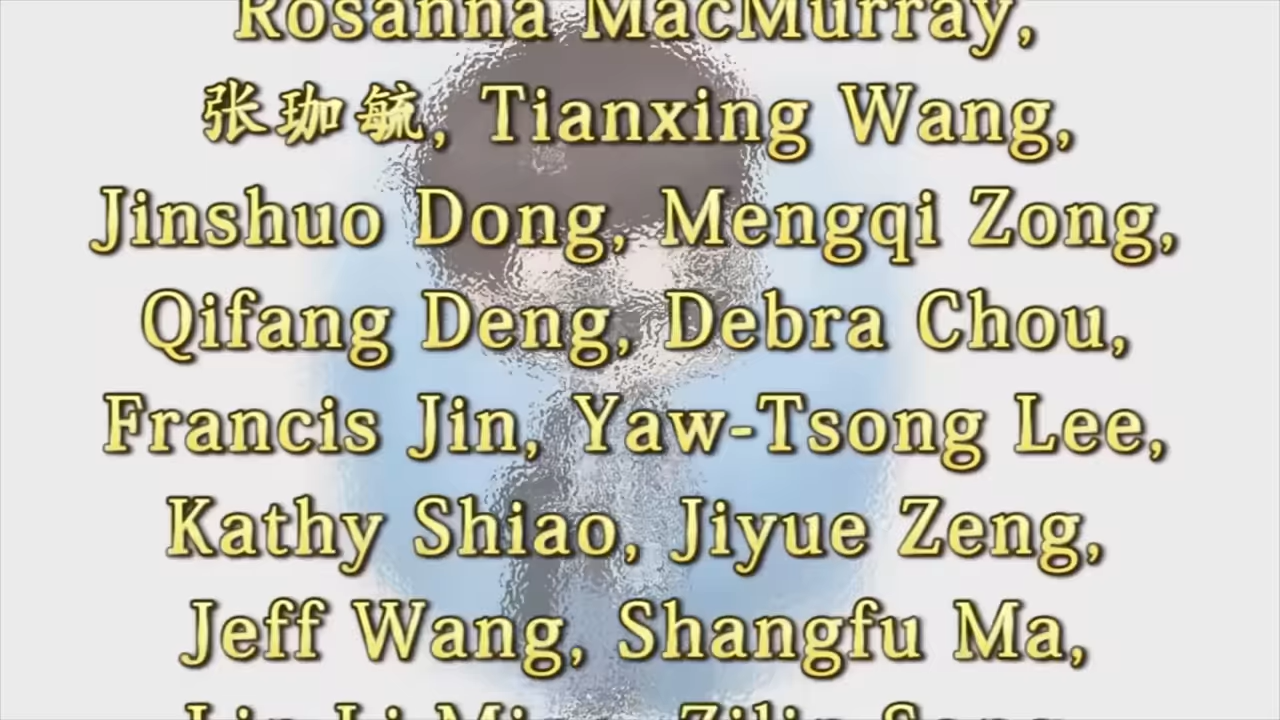 Rosanna MacMurray,
张珈毓, Tianxing Wang,
Jinshuo Dong, Mengqi Zong,
Qifang Deng, Debra Chou,
Francis Jin, Yaw-Tsong Lee,
Kathy Shiao, Jiyue Zeng,
Jeff Wang, Shangfu Ma,